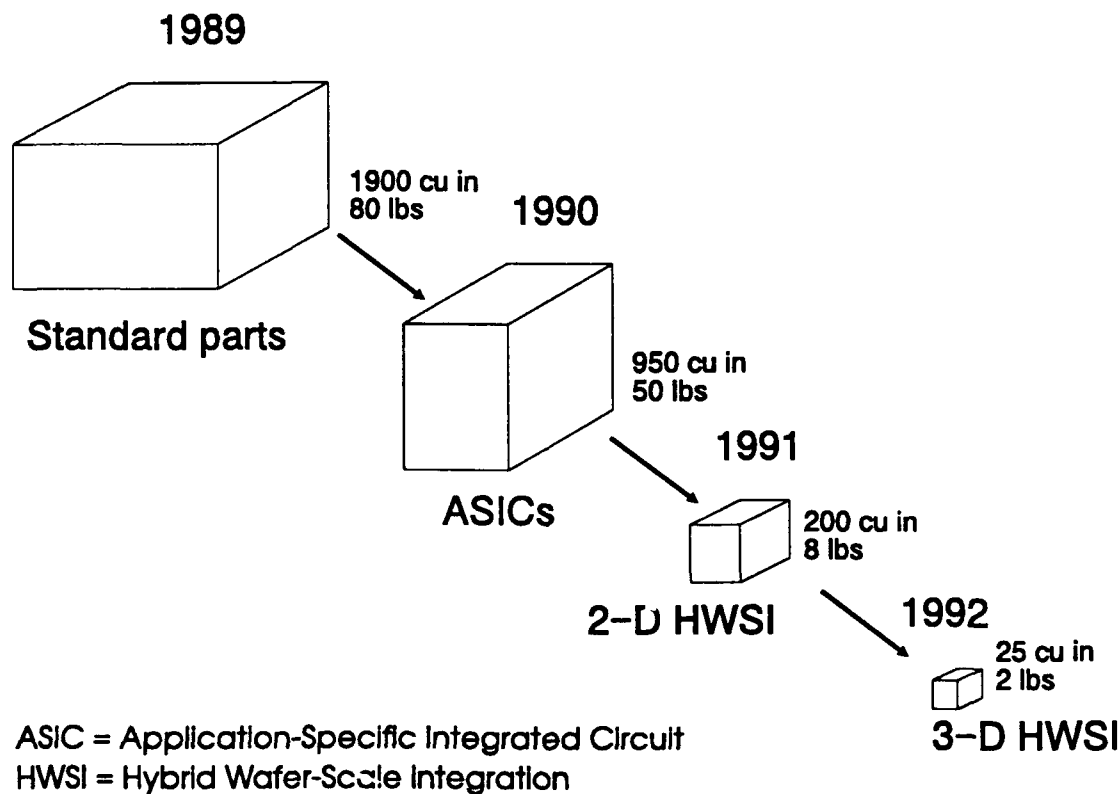 1989
1900 cu in
80 lbs
Standard parts
1990
950 cu in
50 lbs
ASICs
1991
200 cu in
8 lbs
2-D HWSI
1992
25 cu in
2 lbs
3-D HWSI
ASIC = Application-Specific Integrated Circuit
HWSI = Hybrid Wafer-Scale Integration